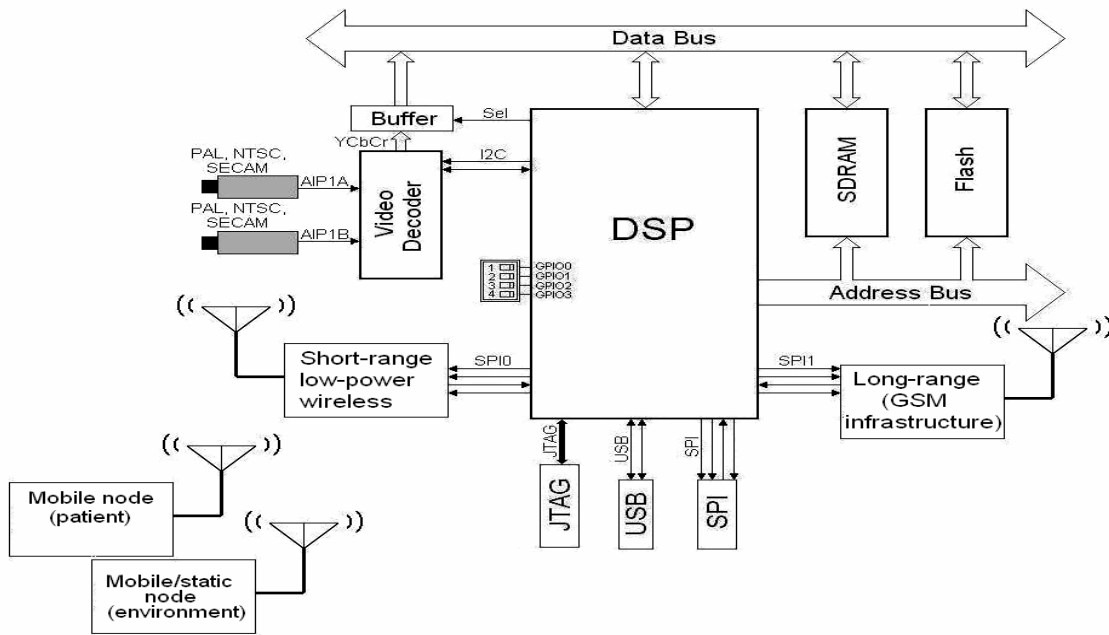 Data Bus
Buffer
Sel
YCbCr
I2C
PAL, NTSC,
SECAM
AIP1A
PAL, NTSC,
SECAM
AIP1B
Video
Decoder
DSP
SDRAM
Flash
1 GPIO0
2 GPIO1
3 GPIO2
4 GPIO3
Address Bus
Short-range
low-power
wireless
SPI0
SPI1
Long-range
(GSM
infrastructure)
JTAG
USB
SPI
JTAG
USB
SPI
Mobile node
(patient)
Mobile/static
node
(environment)